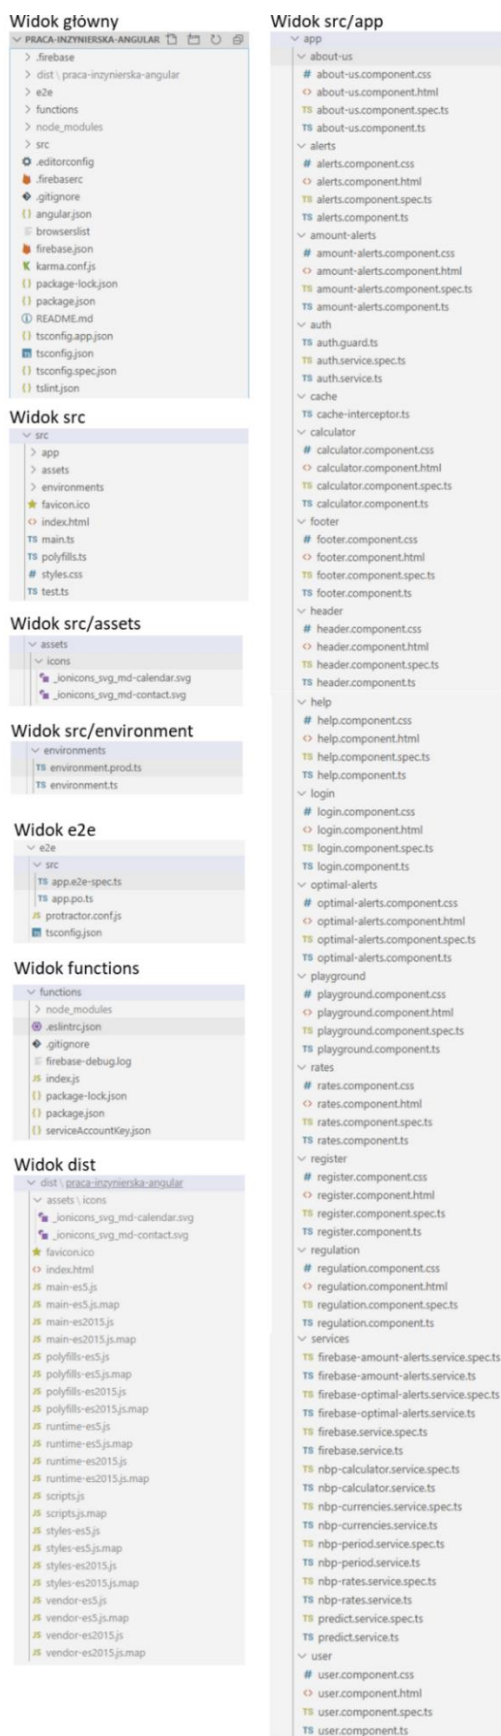 Widok główny
PRACA-INZYNIERSKA-ANGULAR
.firebase
dist \ praca-inzynierska-angular
e2e
functions
node_modules
src
.editorconfig
.firebaserc
.gitignore
angular.json
browserslist
firebase.json
karma.conf.js
package-lock.json
package.json
README.md
tsconfig.app.json
tsconfig.json
tsconfig.spec.json
tslint.json
Widok src
src
app
assets
environments
favicon.ico
index.html
TS main.ts
TS polyfills.ts
# styles.css
TS test.ts
Widok src/assets
assets
icons
_ionicons_svg_md-calendar.svg
_ionicons_svg_md-contact.svg
Widok src/environment
environments
TS environment.prod.ts
TS environment.ts
Widok e2e
e2e
src
TS app.e2e-spec.ts
TS app.po.ts
JS protractor.conf.js
tsconfig.json
Widok functions
functions
node_modules
.eslintrc.json
.gitignore
firebase-debug.log
JS index.js
package-lock.json
package.json
serviceAccountKey.json
Widok dist
dist \ praca-inzynierska-angular
assets \ icons
_ionicons_svg_md-calendar.svg
_ionicons_svg_md-contact.svg
favicon.ico
index.html
JS main-es5.js
JS main-es5.js.map
JS main-es2015.js
JS main-es2015.js.map
JS polyfills-es5.js
JS polyfills-es5.js.map
JS polyfills-es2015.js
JS polyfills-es2015.js.map
JS runtime-es5.js
JS runtime-es5.js.map
JS runtime-es2015.js
JS runtime-es2015.js.map
JS scripts.js
JS scripts.js.map
JS styles-es5.js
JS styles-es5.js.map
JS styles-es2015.js
JS styles-es2015.js.map
JS vendor-es5.js
JS vendor-es5.js.map
JS vendor-es2015.js
JS vendor-es2015.js.map
Widok src/app
app
about-us
# about-us.component.css
about-us.component.html
TS about-us.component.spec.ts
TS about-us.component.ts
alerts
# alerts.component.css
alerts.component.html
TS alerts.component.spec.ts
TS alerts.component.ts
amount-alerts
# amount-alerts.component.css
amount-alerts.component.html
TS amount-alerts.component.spec.ts
TS amount-alerts.component.ts
auth
TS auth.guard.ts
TS auth.service.spec.ts
TS auth.service.ts
cache
TS cache-interceptor.ts
calculator
# calculator.component.css
calculator.component.html
TS calculator.component.spec.ts
TS calculator.component.ts
footer
# footer.component.css
footer.component.html
TS footer.component.spec.ts
TS footer.component.ts
header
# header.component.css
header.component.html
TS header.component.spec.ts
TS header.component.ts
help
# help.component.css
help.component.html
TS help.component.spec.ts
TS help.component.ts
login
# login.component.css
login.component.html
TS login.component.spec.ts
TS login.component.ts
optimal-alerts
# optimal-alerts.component.css
optimal-alerts.component.html
TS optimal-alerts.component.spec.ts
TS optimal-alerts.component.ts
playground
# playground.component.css
playground.component.html
TS playground.component.spec.ts
TS playground.component.ts
rates
# rates.component.css
rates.component.html
TS rates.component.spec.ts
TS rates.component.ts
register
# register.component.css
register.component.html
TS register.component.spec.ts
TS register.component.ts
regulation
# regulation.component.css
regulation.component.html
TS regulation.component.spec.ts
TS regulation.component.ts
services
TS firebase-amount-alerts.service.spec.ts
TS firebase-amount-alerts.service.ts
TS firebase-optimal-alerts.service.spec.ts
TS firebase-optimal-alerts.service.ts
TS firebase.service.spec.ts
TS firebase.service.ts
TS nbp-calculator.service.spec.ts
TS nbp-calculator.service.ts
TS nbp-currencies.service.spec.ts
TS nbp-currencies.service.ts
TS nbp-period.service.spec.ts
TS nbp-period.service.ts
TS nbp-rates.service.spec.ts
TS nbp-rates.service.ts
TS predict.service.spec.ts
TS predict.service.ts
user
# user.component.css
user.component.html
TS user.component.spec.ts
TS user.component.ts